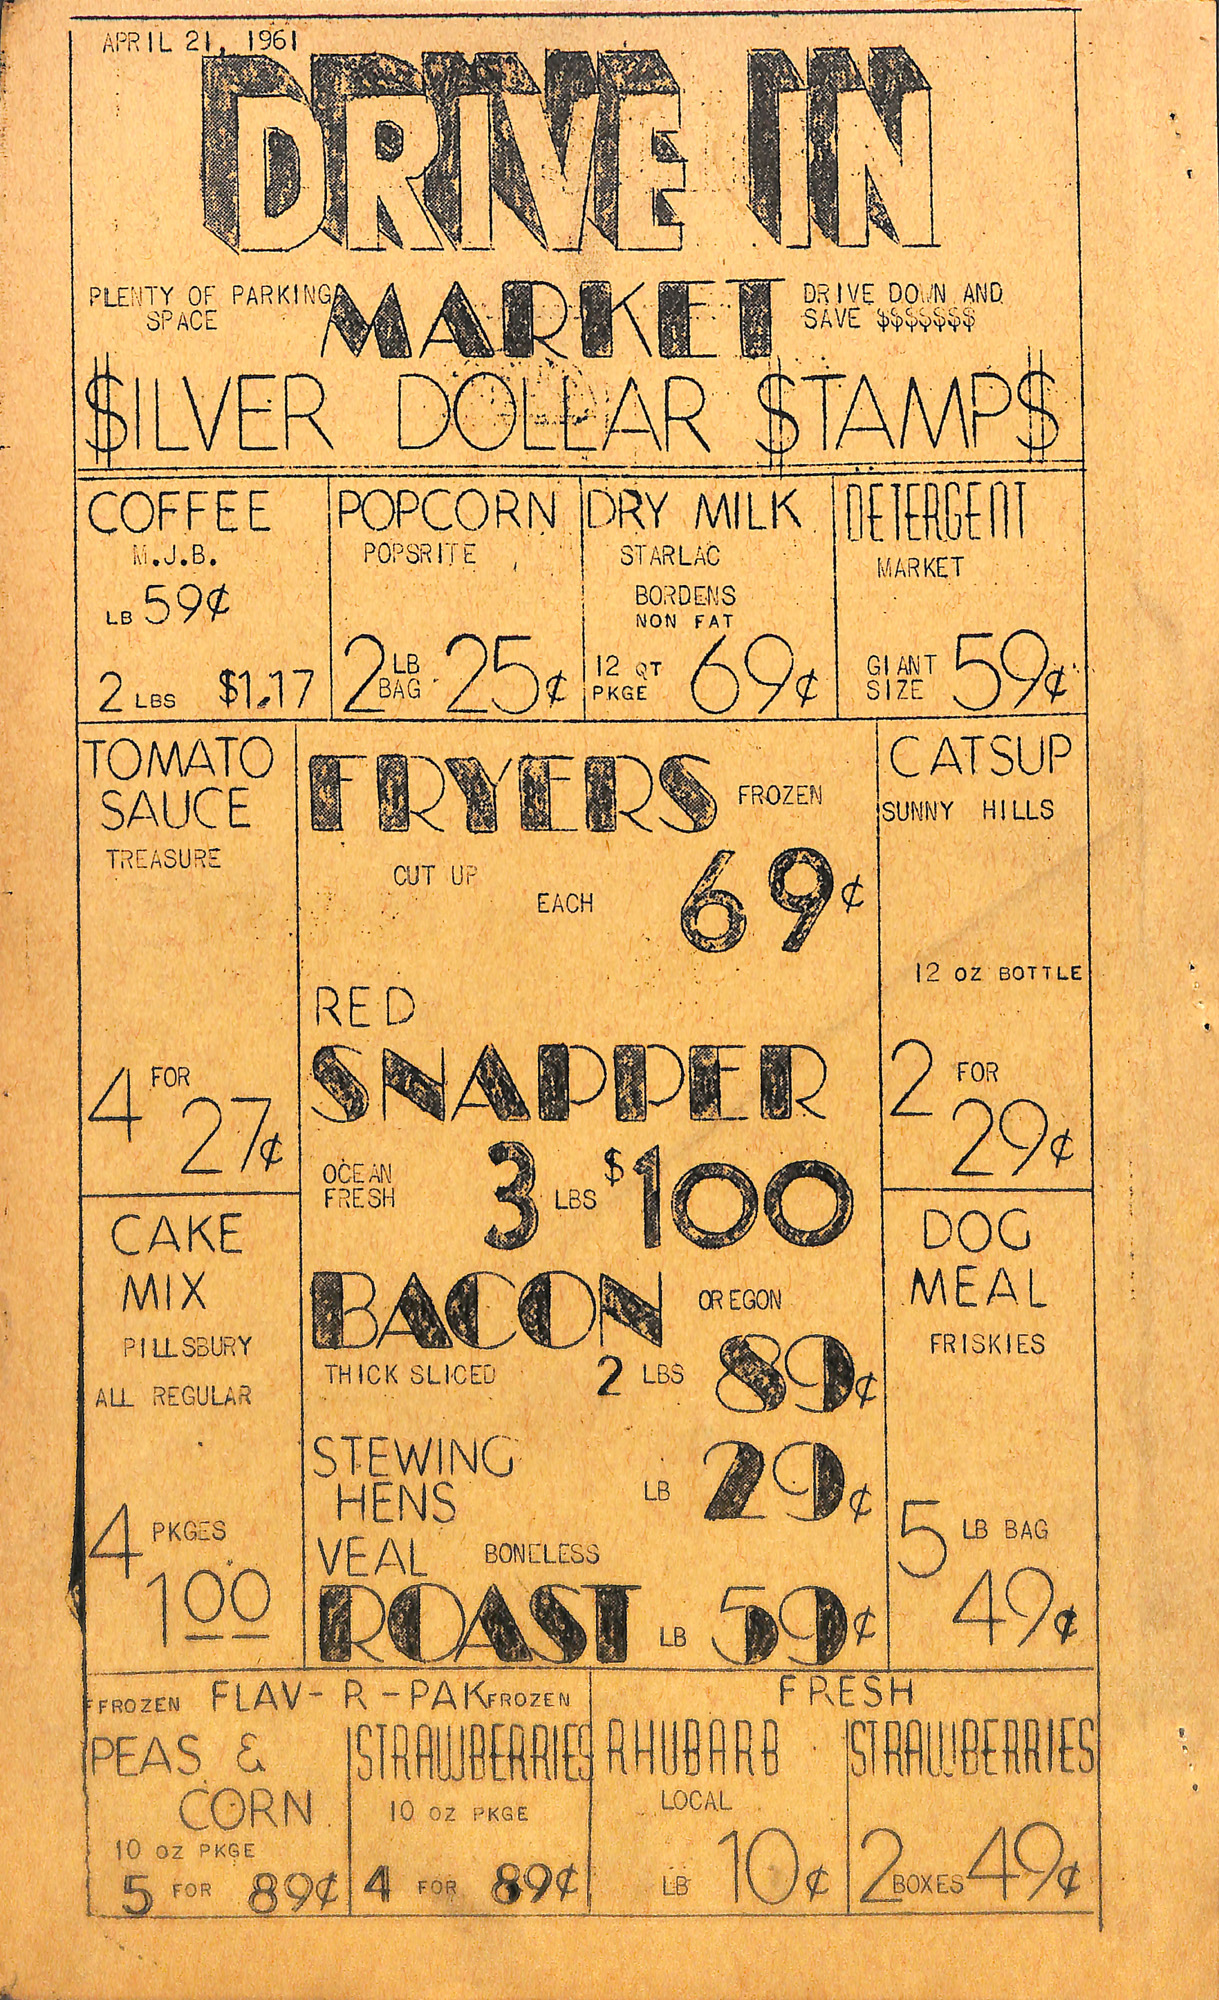 APRIL 21, 1961
DRIVE IN
PLENTY OF PARKING
SPACE
MARKET
DRIVE DOWN AND
SAVE $$$$$$$
$ILVER DOLLAR $TAMP$
COFFEE
M.J.B.
LB 59¢
2 LBS $1.17
POPCORN
POPSRITE
2 LB BAG 25¢
DRY MILK
STARLAC
BORDENS
NON FAT
12 QT PKGE 69¢
DETERGENT
MARKET
GIANT SIZE 59¢
TOMATO
SAUCE
TREASURE
4 FOR
27¢
FRYERS FROZEN
CUT UP
EACH 69¢
RED
SNAPPER
OCEAN
FRESH
3 LBS $100
BACON OREGON
THICK SLICED 2 LBS 89¢
STEWING
HENS LB 29¢
VEAL BONELESS
ROAST LB 59¢
CATSUP
SUNNY HILLS
12 OZ BOTTLE
2 FOR
29¢
CAKE
MIX
PILLSBURY
ALL REGULAR
4 PKGES
100
DOG
MEAL
FRISKIES
5 LB BAG
49¢
FFROZEN FLAV-R-PAK FROZEN
PEAS &
CORN
10 OZ PKGE
5 FOR 89¢
STRAWBERRIES
10 OZ PKGE
4 FOR 89¢
FRESH
RHUBARB
LOCAL
LB 10¢
STRAWBERRIES
2 BOXES 49¢